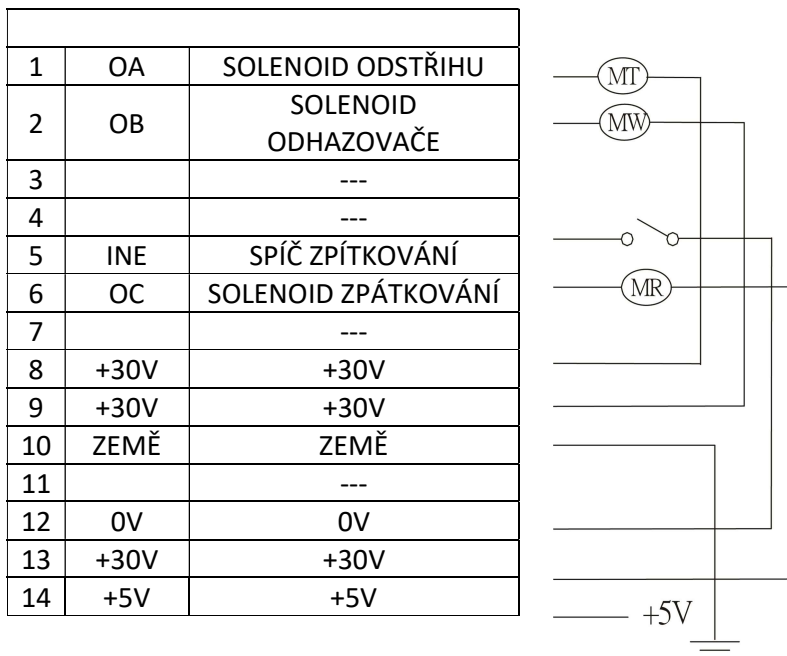 1 OA SOLENOID ODSTŘIHU
2 OB SOLENOID
ODHAZOVAČE
3 ---
4 ---
5 INE SPÍČ ZPÍTKOVÁNÍ
6 OC SOLENOID ZPÁTKOVÁNÍ
7 ---
8 +30V +30V
9 +30V +30V
10 ZEMĚ ZEMĚ
11 ---
12 0V 0V
13 +30V +30V
14 +5V +5V
MT
MW
MR
+5V